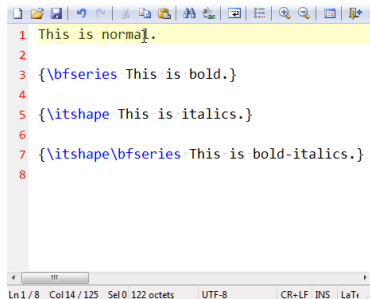 1 This is normal.
2
3 {\bfseries This is bold.}
4
5 {\itshape This is italics.}
6
7 {\itshape\bfseries This is bold-italics.}
8
Ln 1 / 8 Col 14 / 125 Sel 0 122 octets UTF-8 CR+LF INS LaTe